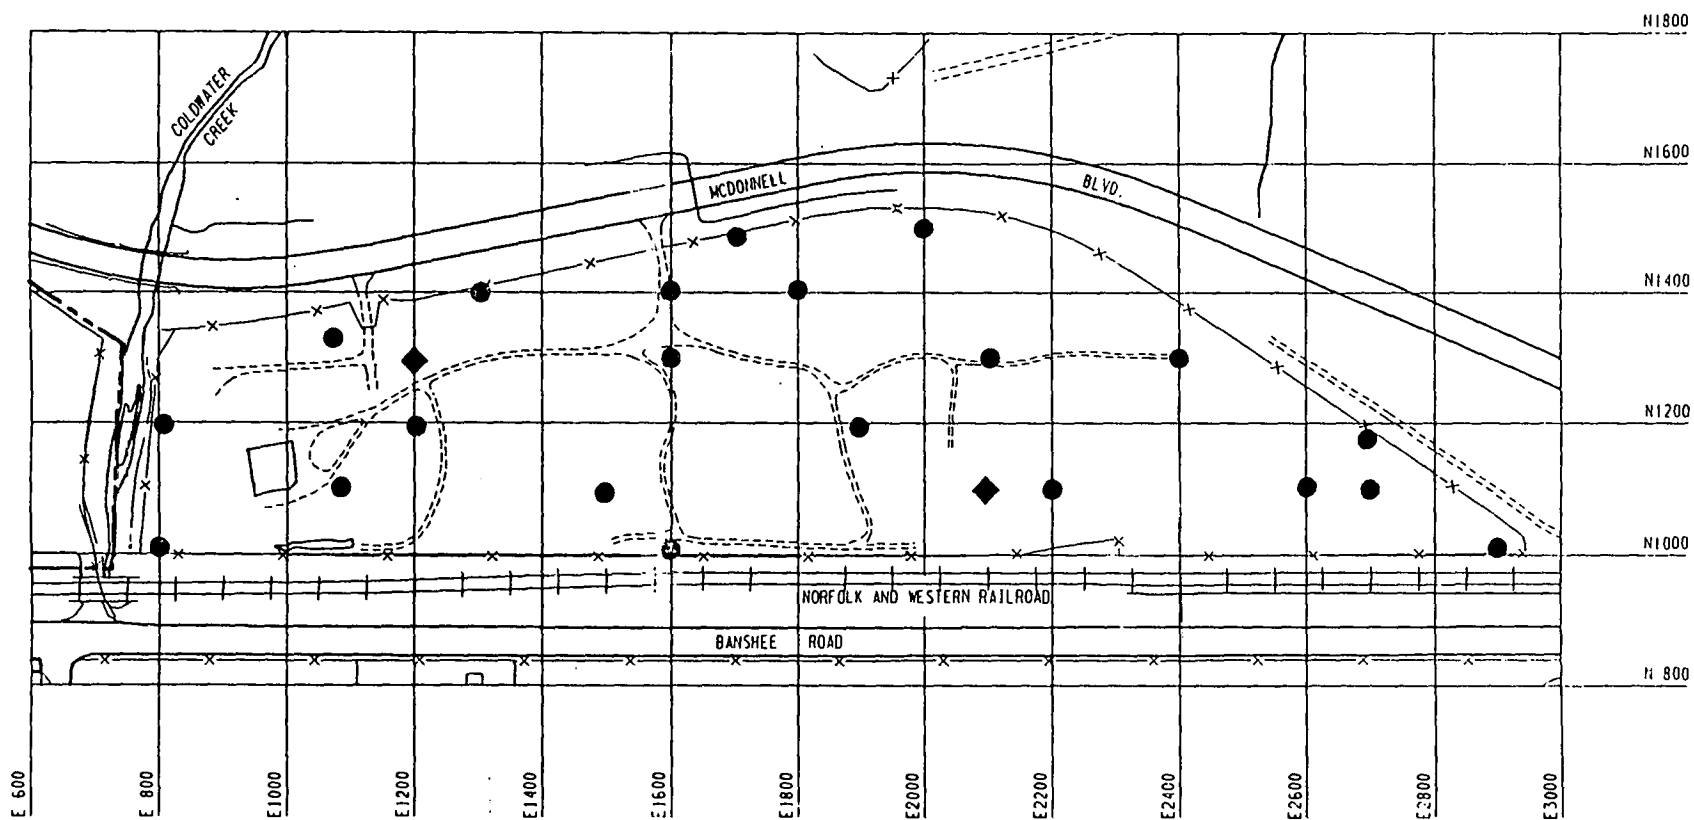 N1800
COLDWATER
CREEK
N1600
MCDONNELL BLVD.
N1400
N1200
N1000
NORFOLK AND WESTERN RAILROAD
BANSHEE ROAD
N 800
E 600
E 800
E1000
E1200
E1400
E1600
E1800
E2000
E2200
E2400
E2600
E2800
E3000